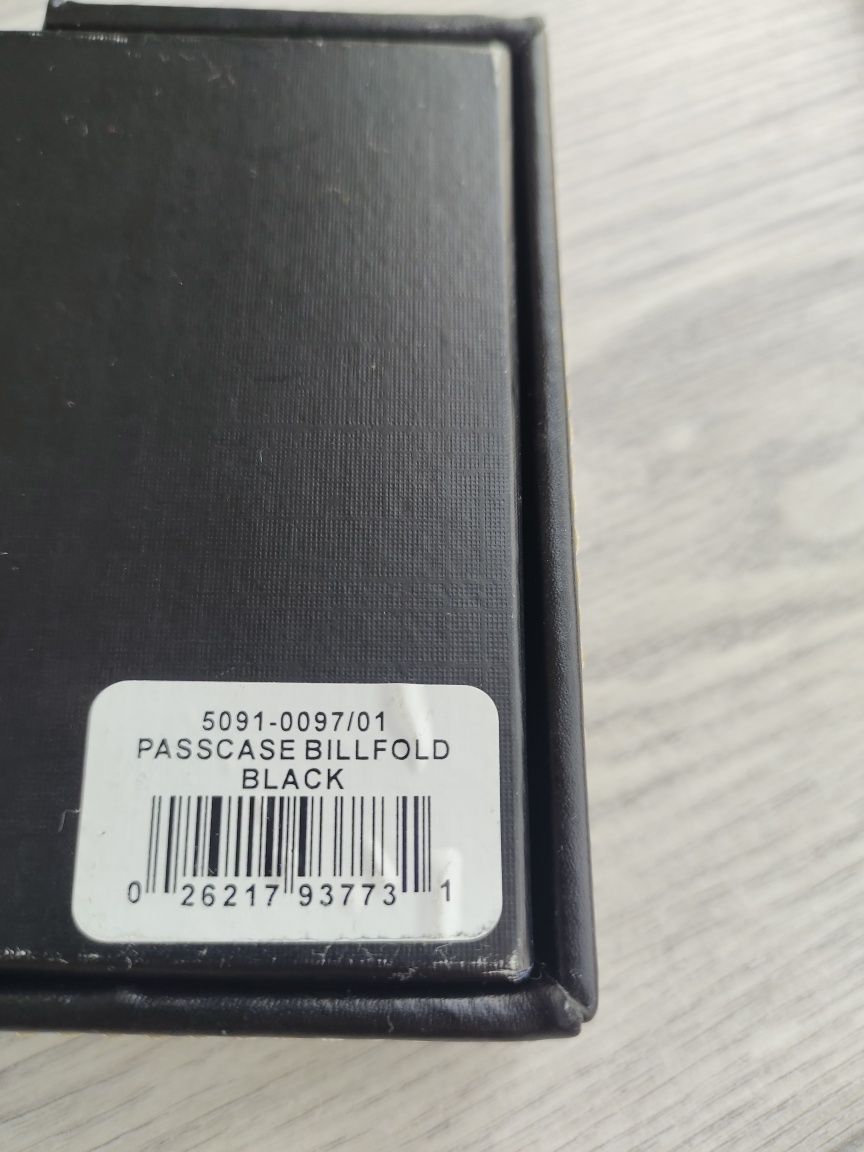 5091-0097/01
PASSCASE BILLFOLD
BLACK
0 26217 93773 1